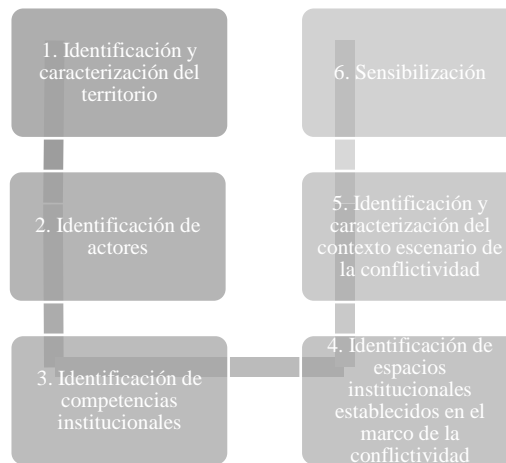 1. Identificación y
caracterización del
territorio
2. Identificación de
actores
3. Identificación de
competencias
institucionales
4. Identificación de
espacios
institucionales
establecidos en el
marco de la
conflictividad
5. Identificación y
caracterización del
contexto escenario de
la conflictividad
6. Sensibilización